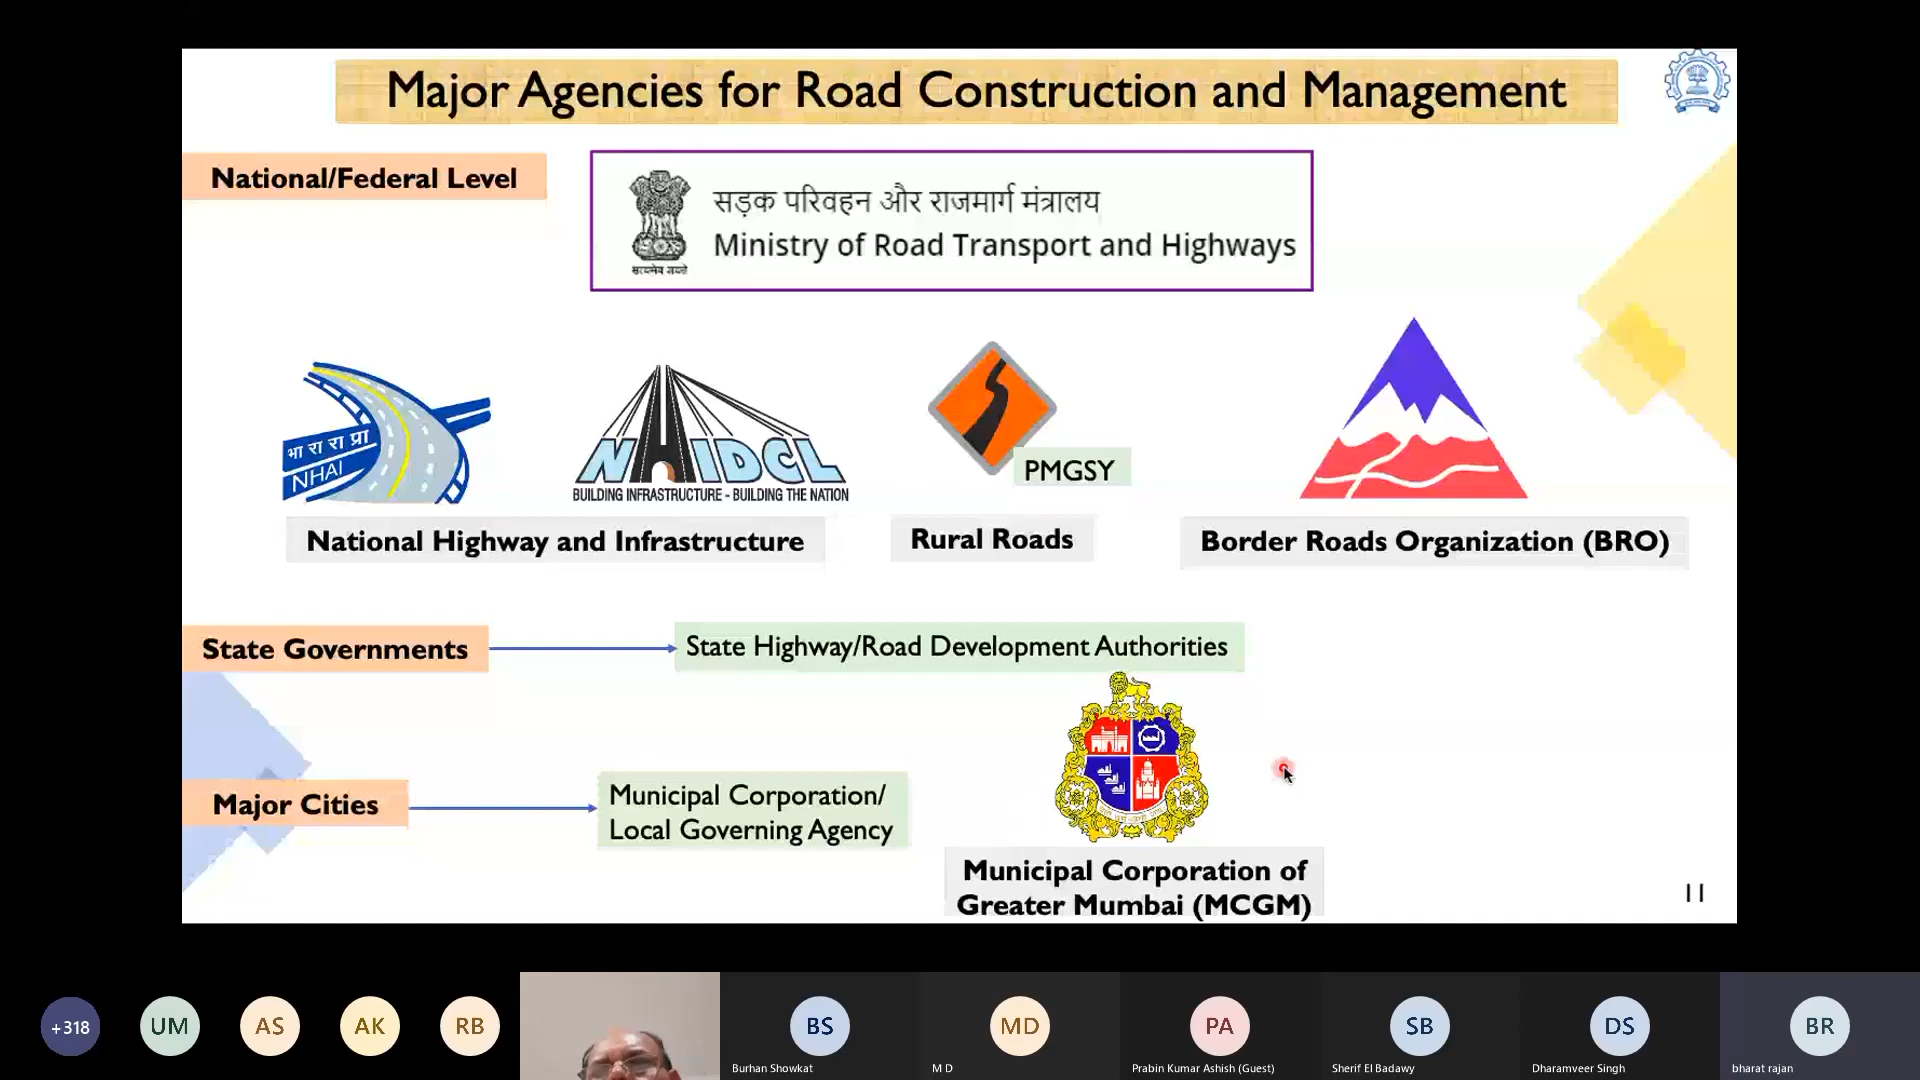 Major Agencies for Road Construction and Management
National/Federal Level
सड़क परिवहन और राजमार्ग मंत्रालय
Ministry of Road Transport and Highways
सत्यमेव जयते
भा रा रा प्रा
NHAI
NHIDCL
BUILDING INFRASTRUCTURE - BUILDING THE NATION
PMGSY
National Highway and Infrastructure
Rural Roads
Border Roads Organization (BRO)
State Governments
State Highway/Road Development Authorities
Major Cities
Municipal Corporation/
Local Governing Agency
Municipal Corporation of
Greater Mumbai (MCGM)
11
+318
UM
AS
AK
RB
BS
MD
PA
SB
DS
BR
Burhan Showkat
M D
Prabin Kumar Ashish (Guest)
Sherif El Badawy
Dharamveer Singh
bharat rajan